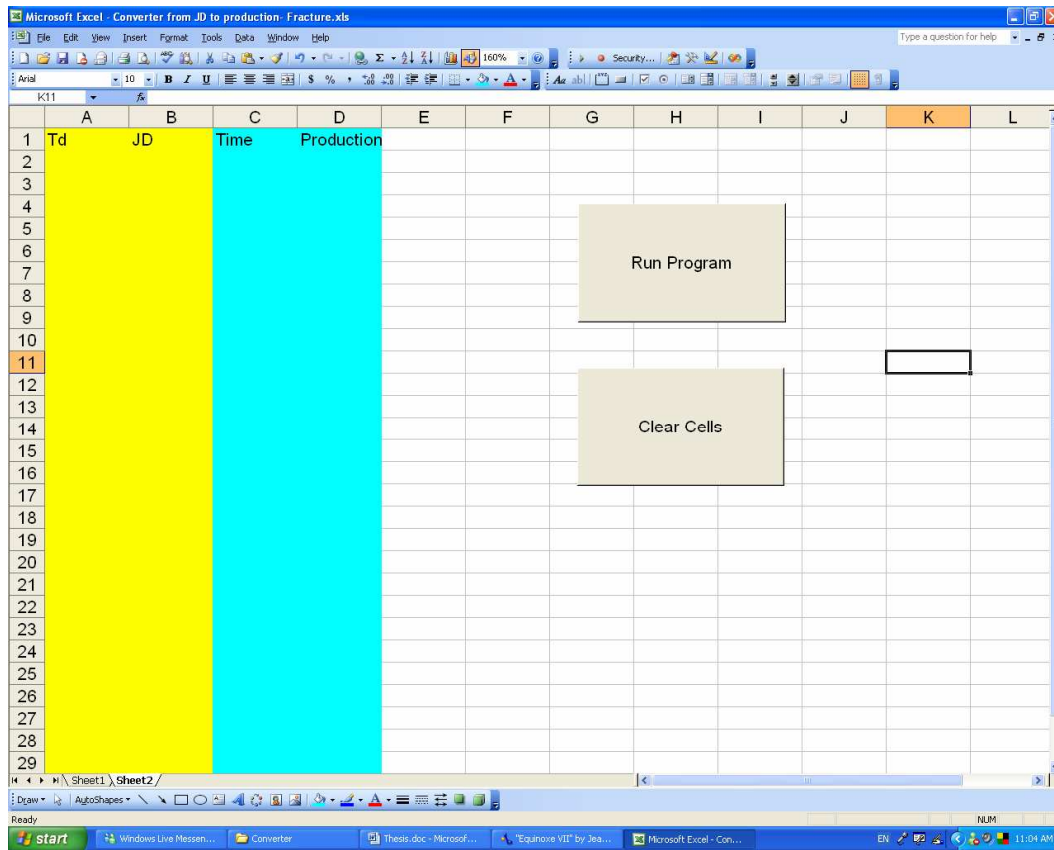 Microsoft Excel - Converter from JD to production- Fracture.xls
File Edit View Insert Format Tools Data Window Help Type a question for help
160% Security...
Arial 10 B I U $ % ,
K11 fx
A B C D E F G H I J K L
1 Td JD Time Production
2
3
4
5
6
7 Run Program
8
9
10
11
12
13
14 Clear Cells
15
16
17
18
19
20
21
22
23
24
25
26
27
28
29
Sheet1 Sheet2
Draw AutoShapes
Ready NUM
start Windows Live Messen... Converter Thesis.doc - Microsof... "Equinoxe VII" by Jea... Microsoft Excel - Con... EN 11:04 AM